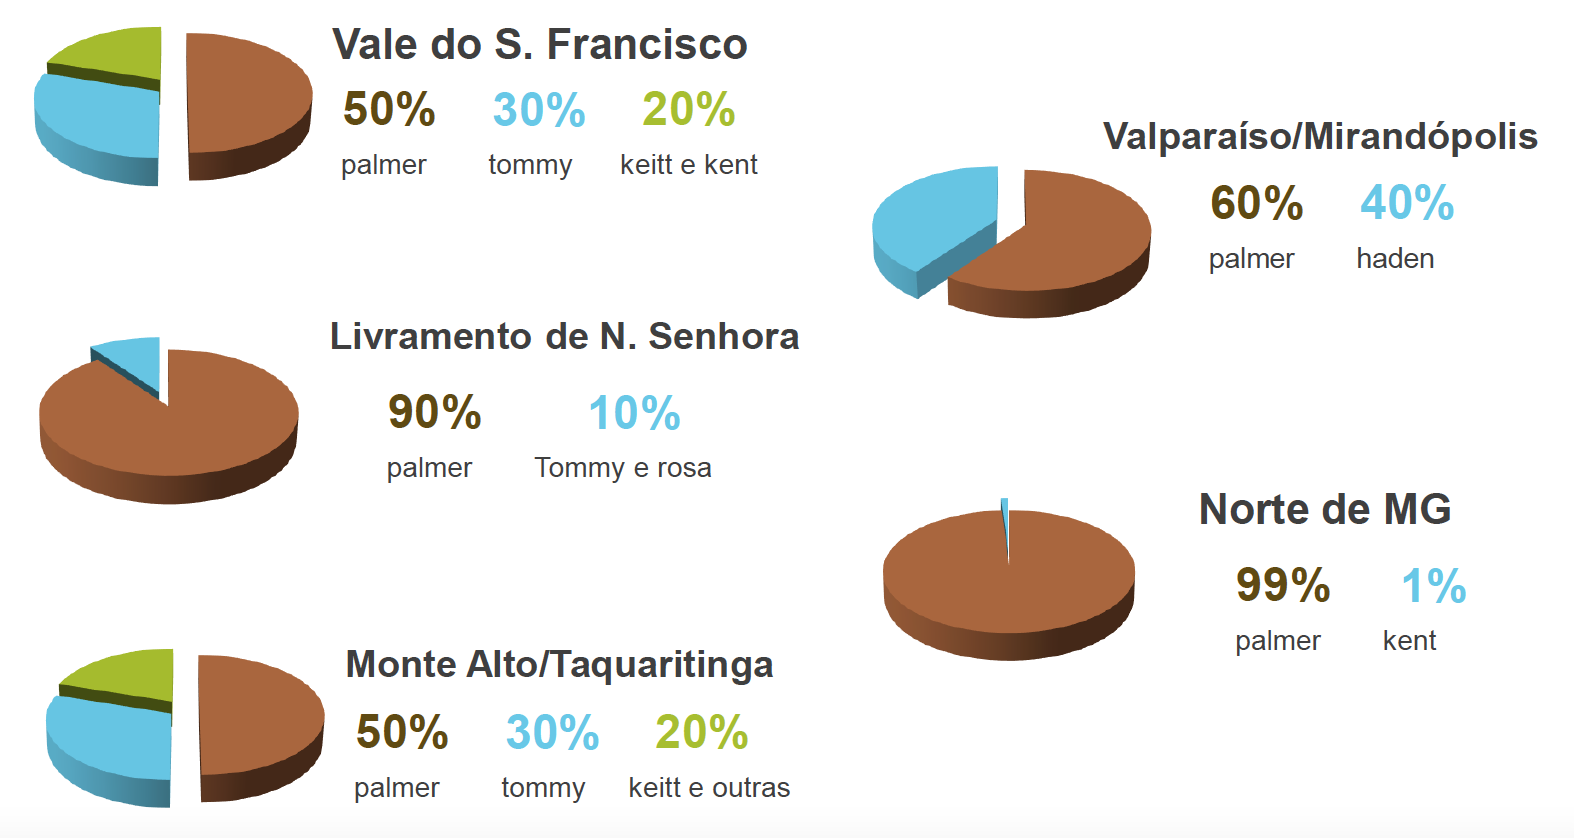 Vale do S. Francisco
50% 30% 20%
palmer tommy keitt e kent
Livramento de N. Senhora
90% 10%
palmer Tommy e rosa
Monte Alto/Taquaritinga
50% 30% 20%
palmer tommy keitt e outras
Valparaíso/Mirandópolis
60% 40%
palmer haden
Norte de MG
99% 1%
palmer kent